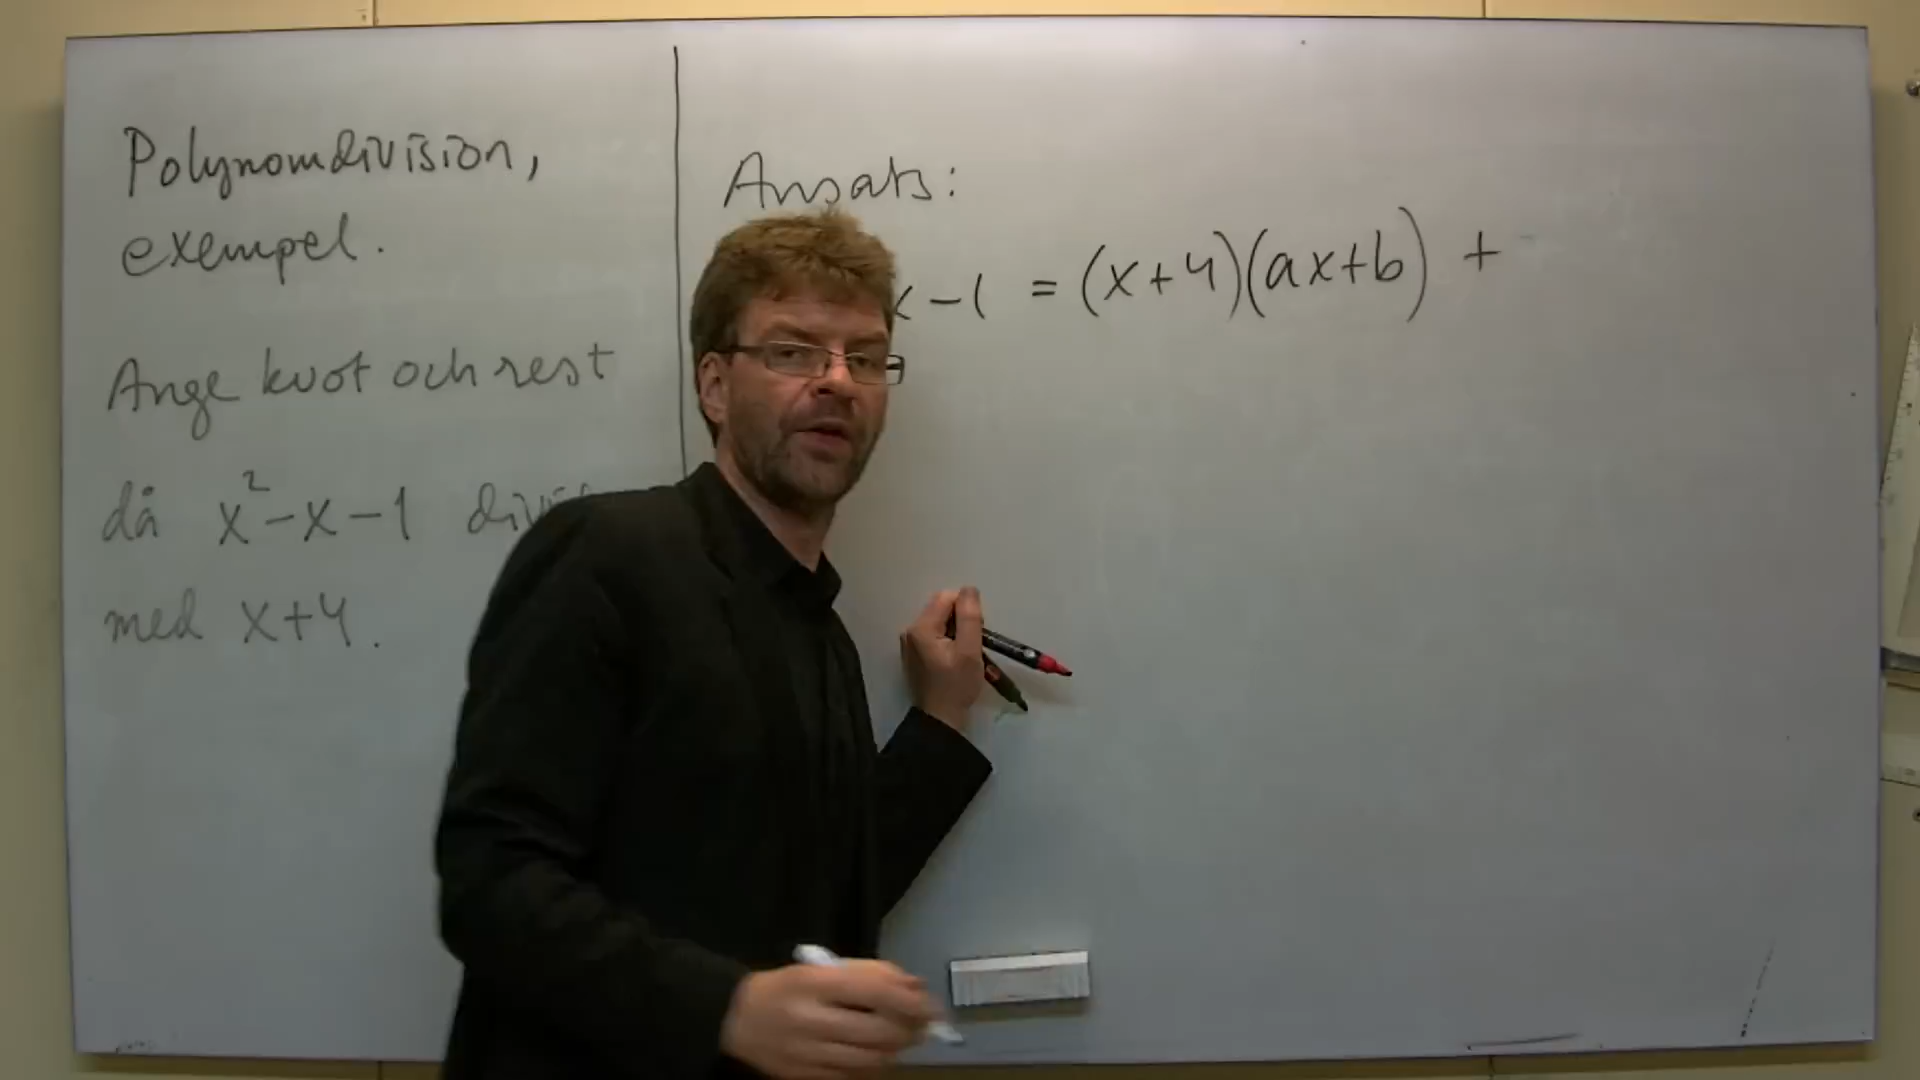 Polynomdivision,
exempel.
Ange kvot och rest
då x²-x-1
med x+4.
Ansats:
x-1 = (x+4)(ax+b) +